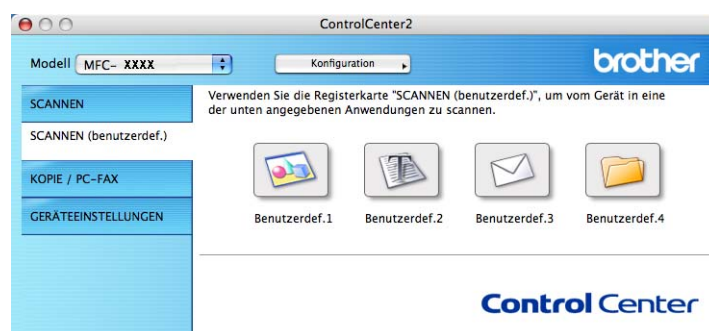 ControlCenter2
Modell MFC- XXXX Konfiguration brother
SCANNEN
SCANNEN (benutzerdef.)
KOPIE / PC-FAX
GERÄTEEINSTELLUNGEN
Verwenden Sie die Registerkarte "SCANNEN (benutzerdef.)", um vom Gerät in eine
der unten angegebenen Anwendungen zu scannen.
Benutzerdef.1 Benutzerdef.2 Benutzerdef.3 Benutzerdef.4
Control Center